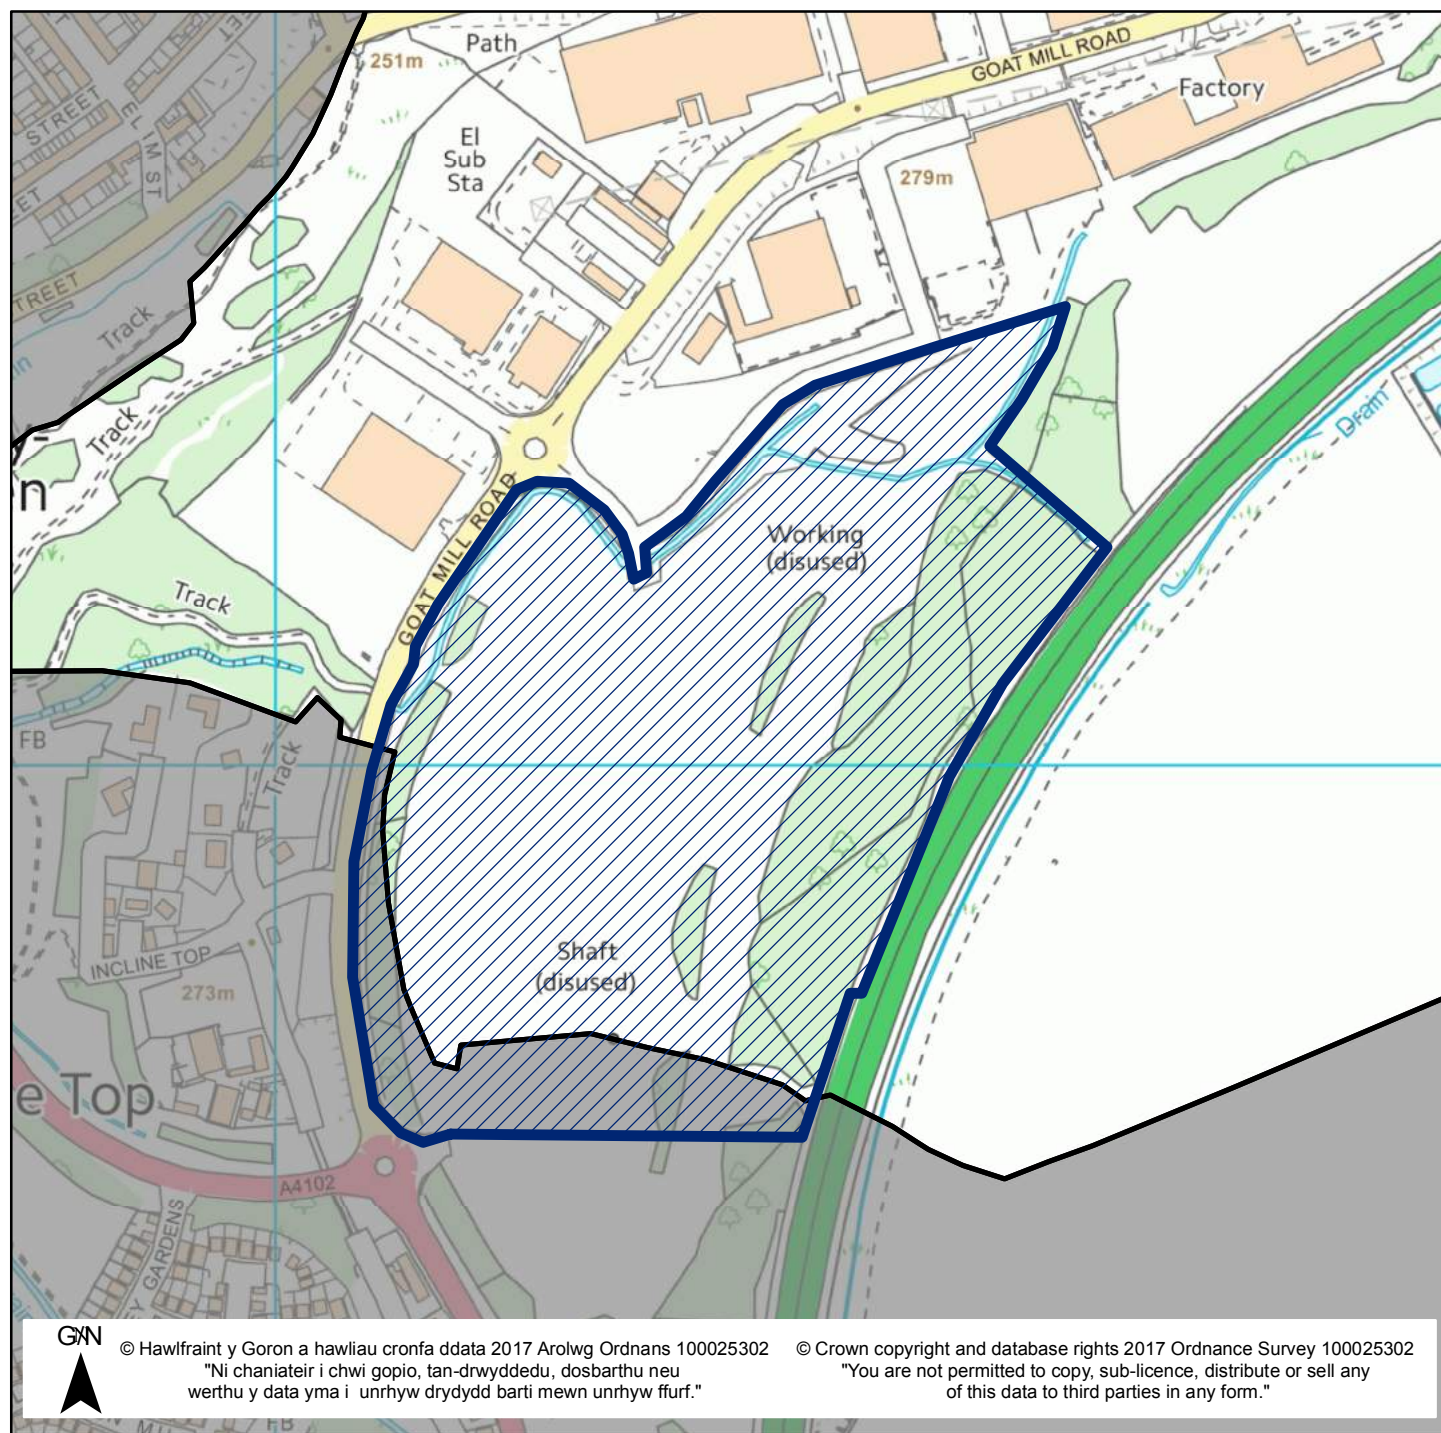 Path
251m
GOAT MILL ROAD
Factory
El
Sub
Sta
279m
STREET
ELIM ST
STREET
Track
Track
Drain
GOAT MILL ROAD
Working
(disused)
Track
FB
Track
INCLINE TOP
273m
Shaft
(disused)
e Top
A4102
GARDENS
FB
G/N
© Hawlfraint y Goron a hawliau cronfa ddata 2017 Arolwg Ordnans 100025302
"Ni chaniateir i chwi gopio, tan-drwyddedu, dosbarthu neu
werthu y data yma i unrhyw drydydd barti mewn unrhyw ffurf."
© Crown copyright and database rights 2017 Ordnance Survey 100025302
"You are not permitted to copy, sub-licence, distribute or sell any
of this data to third parties in any form."